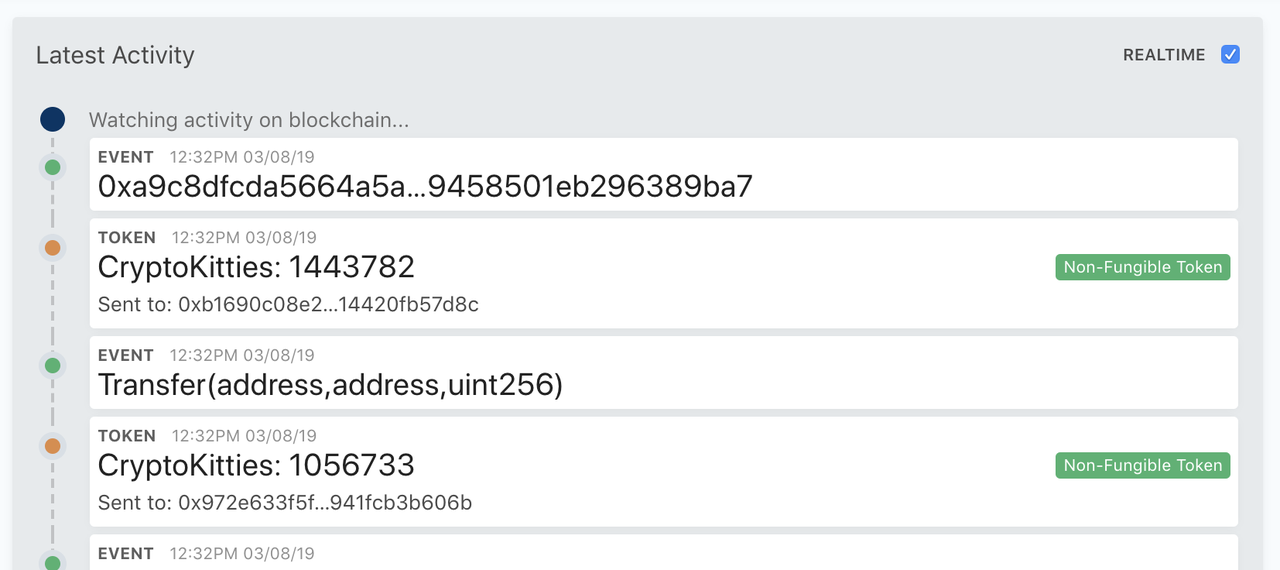 Latest Activity
REALTIME
Watching activity on blockchain...
EVENT 12:32PM 03/08/19
0xa9c8dfcda5664a5a...9458501eb296389ba7
TOKEN 12:32PM 03/08/19
CryptoKitties: 1443782
Non-Fungible Token
Sent to: 0xb1690c08e2...14420fb57d8c
EVENT 12:32PM 03/08/19
Transfer(address,address,uint256)
TOKEN 12:32PM 03/08/19
CryptoKitties: 1056733
Non-Fungible Token
Sent to: 0x972e633f5f...941fcb3b606b
EVENT 12:32PM 03/08/19